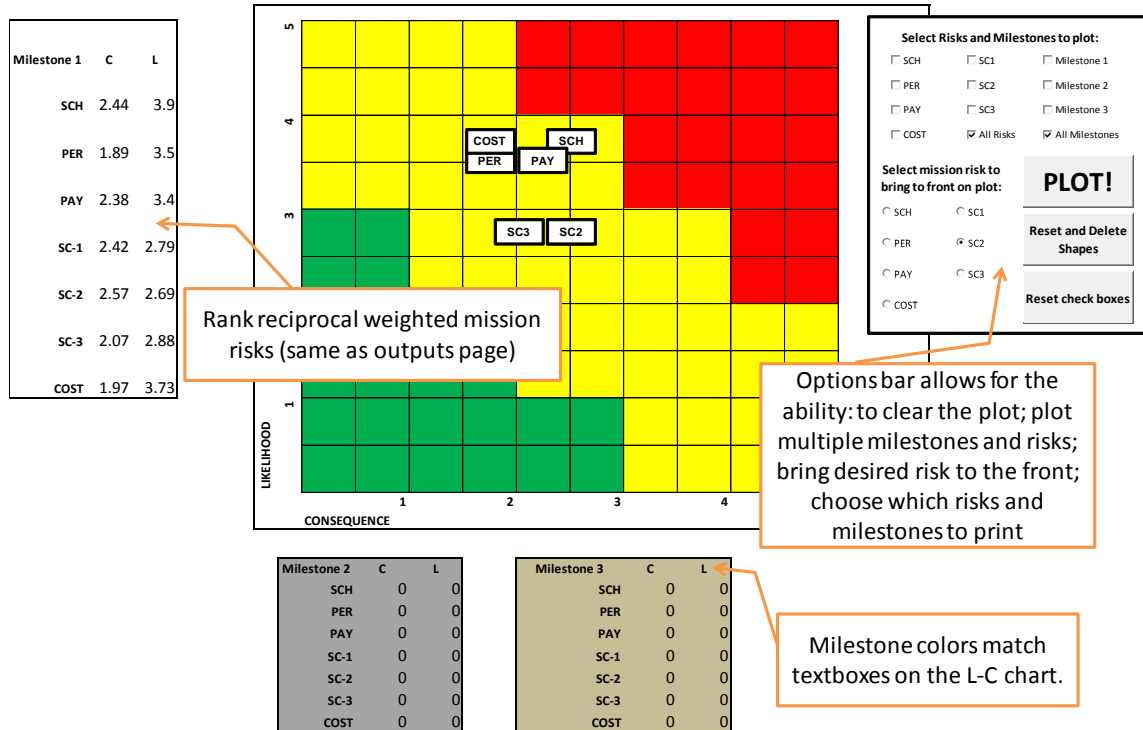 Milestone 1 C L
SCH 2.44 3.9
PER 1.89 3.5
PAY 2.38 3.4
SC-1 2.42 2.79
SC-2 2.57 2.69
SC-3 2.07 2.88
COST 1.97 3.73
5
4
3
1
LIKELIHOOD
1 2 3 4
CONSEQUENCE
COST SCH
PER PAY
SC3 SC2
Select Risks and Milestones to plot:
SCH SC1 Milestone 1
PER SC2 Milestone 2
PAY SC3 Milestone 3
COST All Risks All Milestones
Select mission risk to
bring to front on plot:
SCH SC1
PER SC2
PAY SC3
COST
PLOT!
Reset and Delete
Shapes
Reset check boxes
Rank reciprocal weighted mission
risks (same as outputs page)
Options bar allows for the
ability: to clear the plot; plot
multiple milestones and risks;
bring desired risk to the front;
choose which risks and
milestones to print
Milestone 2 C L
SCH 0 0
PER 0 0
PAY 0 0
SC-1 0 0
SC-2 0 0
SC-3 0 0
COST 0 0
Milestone 3 C L
SCH 0 0
PER 0 0
PAY 0 0
SC-1 0 0
SC-2 0 0
SC-3 0 0
COST 0 0
Milestone colors match
textboxes on the L-C chart.